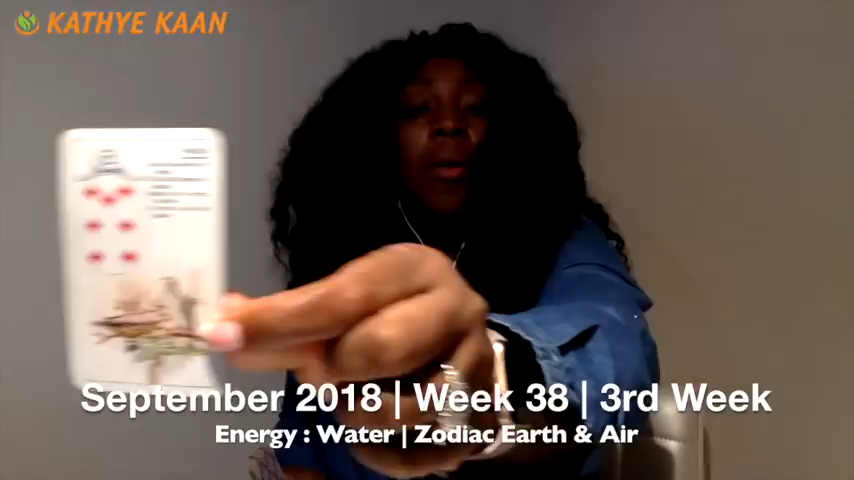 KATHYE KAAN
September 2018 | Week 38 | 3rd Week
Energy : Water | Zodiac Earth & Air